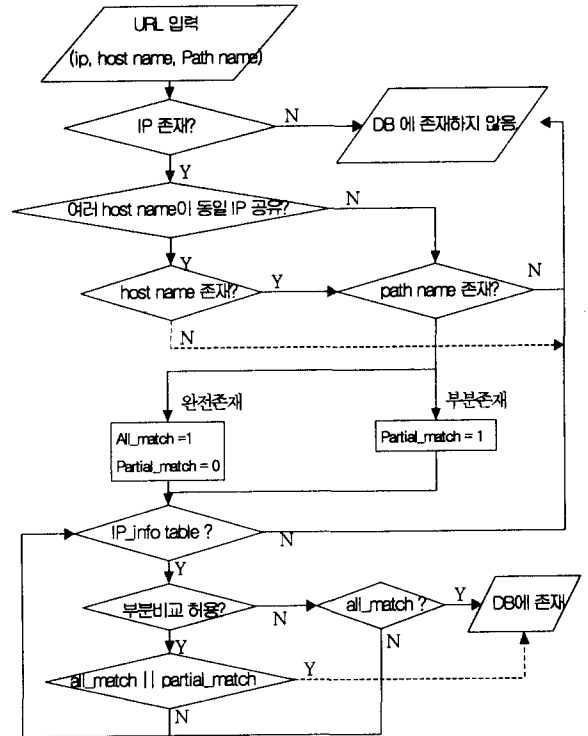 URL 입력
(ip, host name, Path name)
IP 존재?
N
DB 에 존재하지 않음
Y
여러 host name이 동일 IP 공유?
N
Y
host name 존재?
Y
path name 존재?
N
N
완전존재
부분존재
All_match =1
Partial_match = 0
Partial_match = 1
IP_info table ?
N
Y
부분비교 허용?
N
all_match ?
Y
DB에 존재
Y
N
all_match || partial_match
Y
N